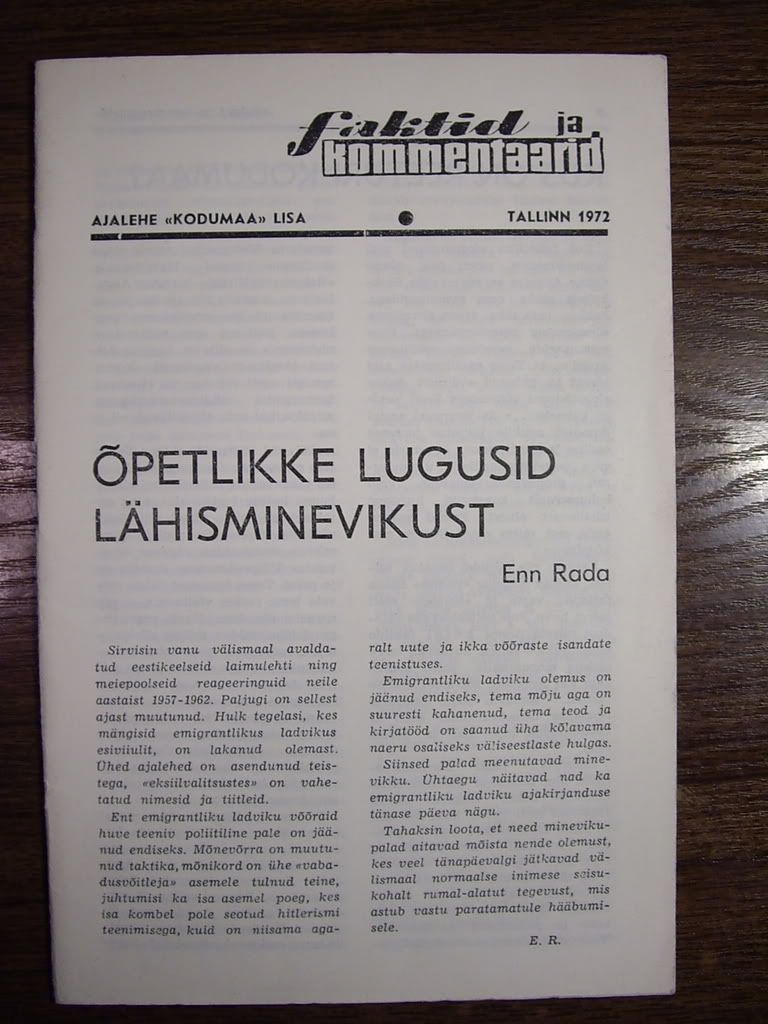 faktid ja
kommentaarid
AJALEHE «KODUMAA» LISA ● TALLINN 1972
ÕPETLIKKE LUGUSID
LÄHISMINEVIKUST
Enn Rada
Sirvisin vanu välismaal avalda-
tud eestikeelseid laimulehti ning
meiepoolseid reageeringuid neile
aastaist 1957-1962. Paljugi on sellest
ajast muutunud. Hulk tegelasi, kes
mängisid emigrantlikus ladvikus
esiviiulit, on lakanud olemast.
Ühed ajalehed on asendunud teis-
tega, «eksiilvalitsustes» on vahe-
tatud nimesid ja tiitleid.
Ent emigrantliku ladviku võõraid
huve teeniv poliitiline pale on jää-
nud endiseks. Mõnevõrra on muutu-
nud taktika, mõnikord on ühe «vaba-
dusvõitleja» asemele tulnud teine,
juhtumisi ka isa asemel poeg, kes
isa kombel pole seotud hitlerismi
teenimisega, kuid on niisama aga-
ralt uute ja ikka võõraste isandate
teenistuses.
Emigrantliku ladviku olemus on
jäänud endiseks, tema mõju aga on
suuresti kahanenud, tema teod ja
kirjatööd on saanud üha kõlavama
naeru osaliseks väliseestlaste hulgas.
Siinsed palad meenutavad mine-
vikku. Ühtaegu näitavad nad ka
emigrantliku ladviku ajakirjanduse
tänase päeva nägu.
Tahaksin loota, et need mineviku-
palad aitavad mõista nende olemust,
kes veel tänapäevalgi jätkavad vä-
lismaal normaalse inimese seisu-
kohalt rumal-alatut tegevust, mis
astub vastu paratamatule hääbumi-
sele.
E. R.